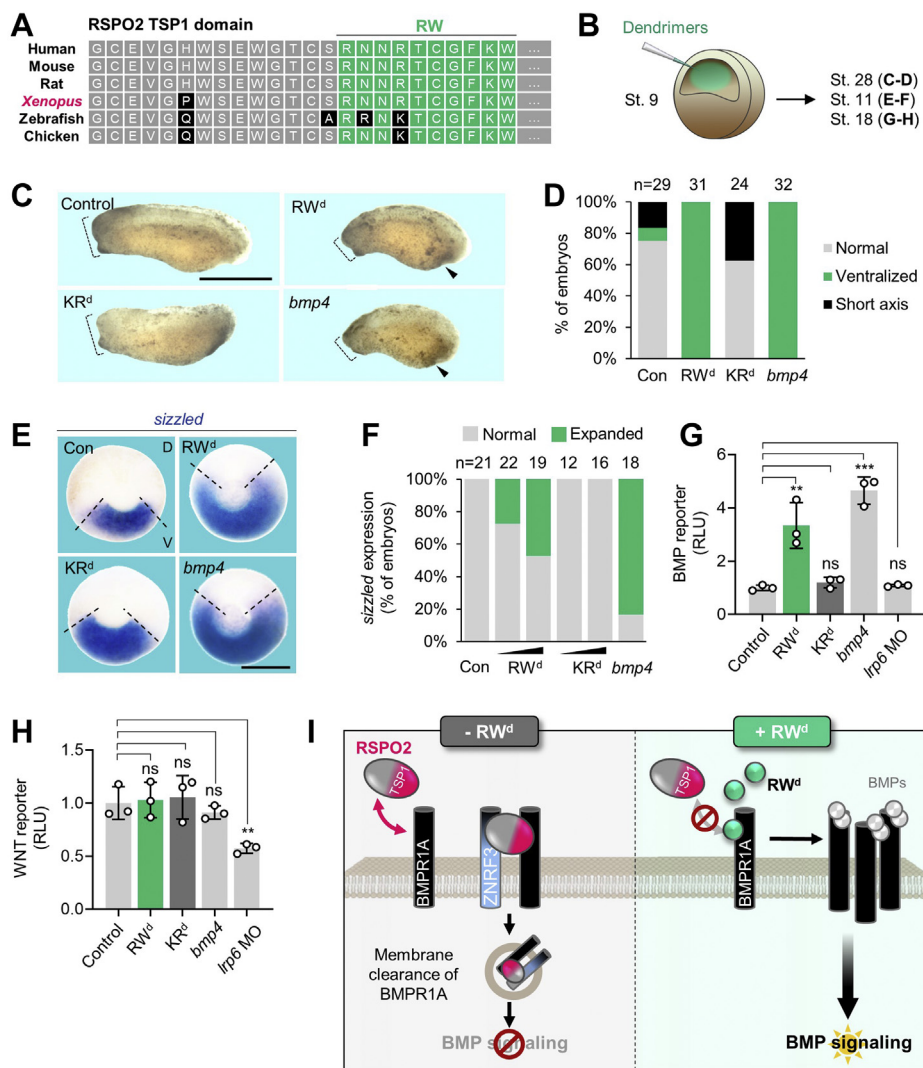 A
RSPO2 TSP1 domain
RW
Human G C E V G H W S E W G T C S R N N R T C G F K W ...
Mouse G C E V G H W S E W G T C S R N N R T C G F K W ...
Rat G C E V G H W S E W G T C S R N N R T C G F K W ...
Xenopus G C E V G P W S E W G T C S R N N R T C G F K W ...
Zebrafish G C E V G Q W S E W G T C A R R N K T C G F K W ...
Chicken G C E V G Q W S E W G T C S R N N K T C G F K W ...
B
Dendrimers
St. 9
St. 28 (C-D)
St. 11 (E-F)
St. 18 (G-H)
C
Control
RWᵈ
KRᵈ
bmp4
D
n=29 31 24 32
100%
80%
60%
40%
20%
0%
% of embryos
Con RWᵈ KRᵈ bmp4
Normal
Ventralized
Short axis
E
sizzled
Con
D
V
RWᵈ
KRᵈ
bmp4
F
Normal Expanded
n=21 22 19 12 16 18
100%
80%
60%
40%
20%
0%
sizzled expression
(% of embryos)
Con RWᵈ KRᵈ bmp4
G
BMP reporter
(RLU)
6
4
2
0
**
ns
***
ns
Control
RWᵈ
KRᵈ
bmp4
lrp6 MO
H
WNT reporter
(RLU)
1.5
1.0
0.5
0.0
ns
ns
ns
**
Control
RWᵈ
KRᵈ
bmp4
lrp6 MO
I
- RWᵈ
RSPO2
TSP1
BMPR1A
ZNRF3
Membrane
clearance of
BMPR1A
BMP signaling
+ RWᵈ
TSP1
RWᵈ
BMPs
BMPR1A
BMP signaling